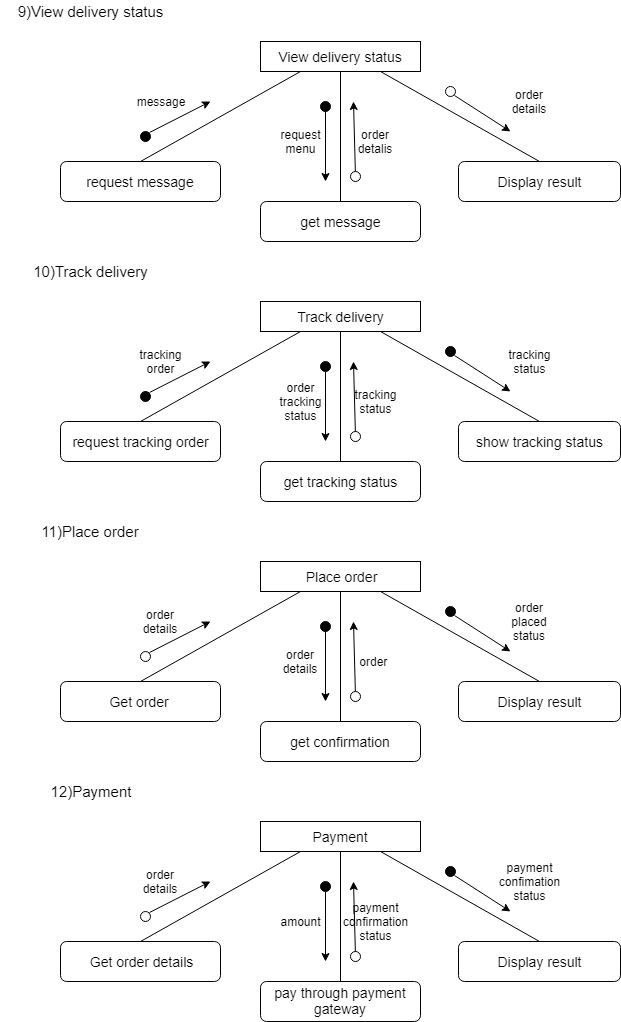 9)View delivery status
View delivery status
message
order
details
request
menu
order
detalis
request message
Display result
get message
10)Track delivery
Track delivery
tracking
order
tracking
status
order
tracking
status
tracking
status
request tracking order
show tracking status
get tracking status
11)Place order
Place order
order
details
order
placed
status
order
details
order
Get order
Display result
get confirmation
12)Payment
Payment
order
details
payment
confimation
status
amount
payment
confirmation
status
Get order details
Display result
pay through payment
gateway